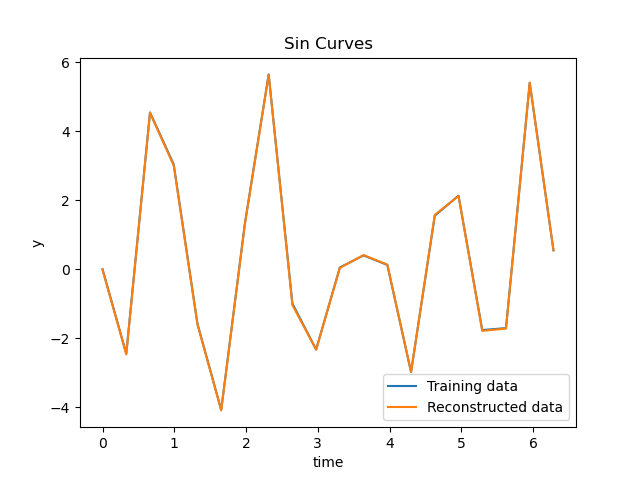 Sin Curves
6
4
2
0
−2
−4
y
0 1 2 3 4 5 6
time
Training data
Reconstructed data